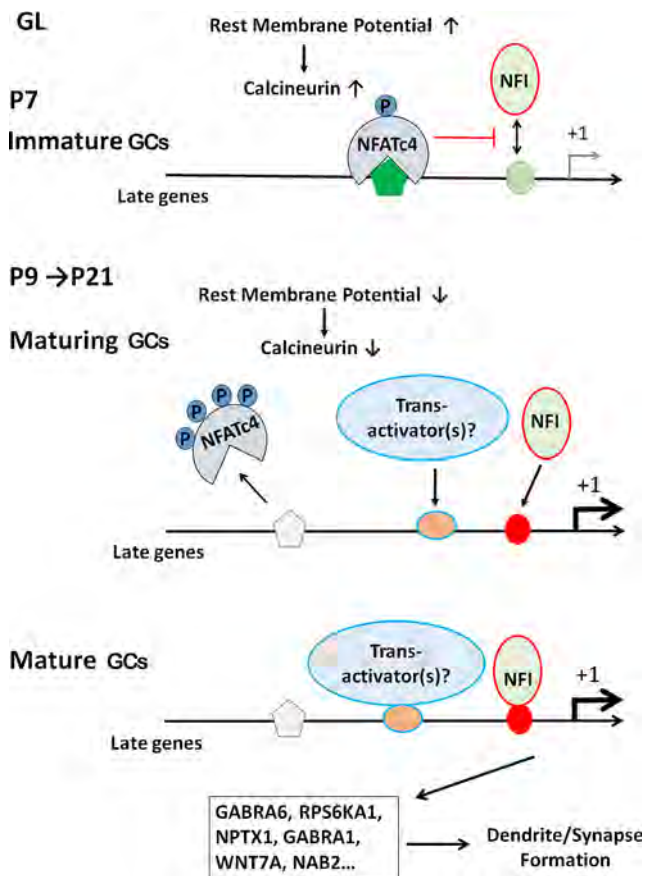 GL
Rest Membrane Potential ↑
Calcineurin ↑
P7
Immature GCs
P
NFATc4
NFI
+1
Late genes
P9 →P21
Rest Membrane Potential ↓
Maturing GCs
Calcineurin ↓
P P P P
NFATc4
Trans-
activator(s)?
NFI
+1
Late genes
Mature GCs
Trans-
activator(s)?
NFI
+1
Late genes
GABRA6, RPS6KA1,
NPTX1, GABRA1,
WNT7A, NAB2...
Dendrite/Synapse
Formation